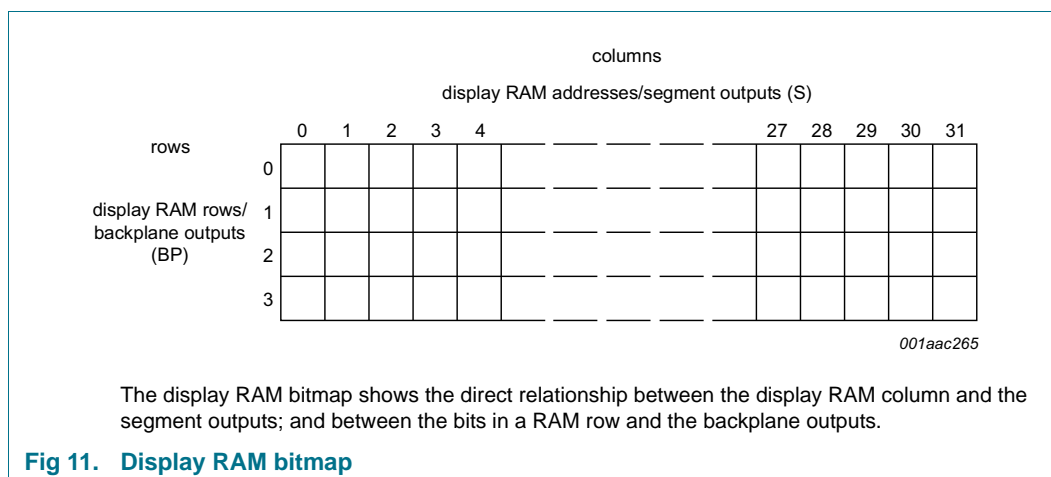 columns
display RAM addresses/segment outputs (S)
0 1 2 3 4 27 28 29 30 31
rows
0
display RAM rows/
backplane outputs
(BP)
1
2
3
001aac265
The display RAM bitmap shows the direct relationship between the display RAM column and the
segment outputs; and between the bits in a RAM row and the backplane outputs.
Fig 11. Display RAM bitmap